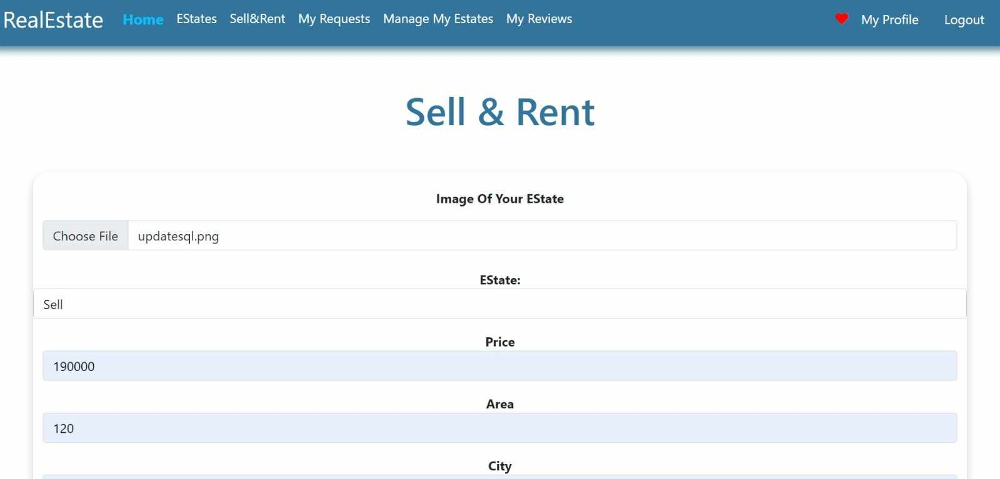 RealEstate Home EStates Sell&Rent My Requests Manage My Estates My Reviews My Profile Logout
Sell & Rent
Image Of Your EState
Choose File updatesql.png
EState:
Sell
Price
190000
Area
120
City